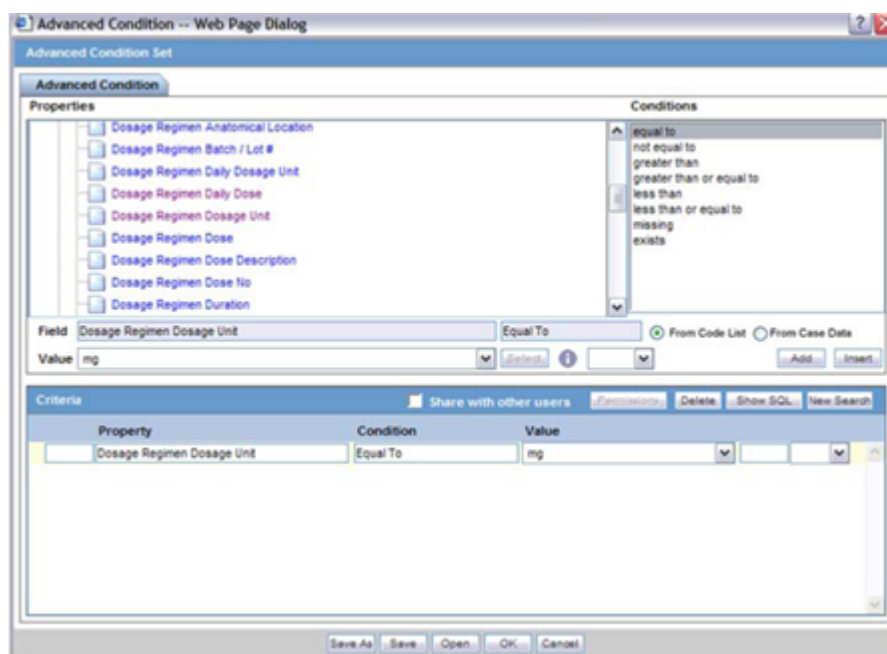 Advanced Condition -- Web Page Dialog
Advanced Condition Set
Advanced Condition
Properties Conditions
Dosage Regimen Anatomical Location
Dosage Regimen Batch / Lot #
Dosage Regimen Daily Dosage Unit
Dosage Regimen Daily Dose
Dosage Regimen Dosage Unit
Dosage Regimen Dose
Dosage Regimen Dose Description
Dosage Regimen Dose No
Dosage Regimen Duration
equal to
not equal to
greater than
greater than or equal to
less than
less than or equal to
missing
exists
Field Dosage Regimen Dosage Unit Equal To From Code List From Case Data
Value mg Select Add Insert
Criteria Share with other users Permissions Delete Show SQL New Search
Property Condition Value
Dosage Regimen Dosage Unit Equal To mg
Save As Save Open OK Cancel